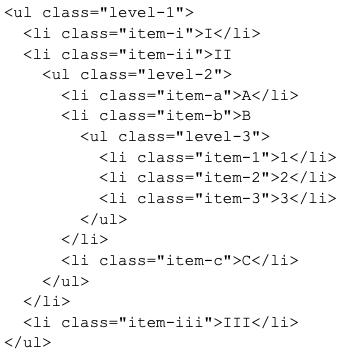 <ul class="level-1">
  <li class="item-i">I</li>
  <li class="item-ii">II
    <ul class="level-2">
      <li class="item-a">A</li>
      <li class="item-b">B
        <ul class="level-3">
          <li class="item-1">1</li>
          <li class="item-2">2</li>
          <li class="item-3">3</li>
        </ul>
      </li>
      <li class="item-c">C</li>
    </ul>
  </li>
  <li class="item-iii">III</li>
</ul>